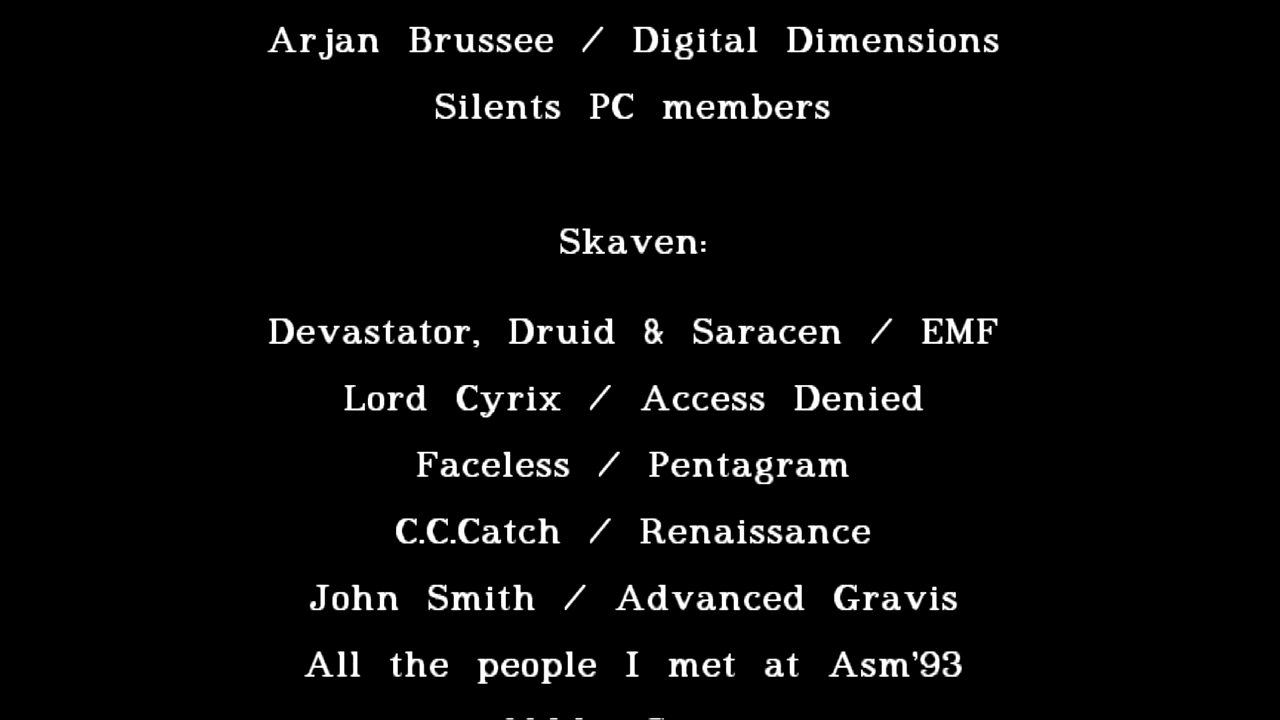 Arjan Brussee / Digital Dimensions
Silents PC members
Skaven:
Devastator, Druid & Saracen / EMF
Lord Cyrix / Access Denied
Faceless / Pentagram
C.C.Catch / Renaissance
John Smith / Advanced Gravis
All the people I met at Asm'93